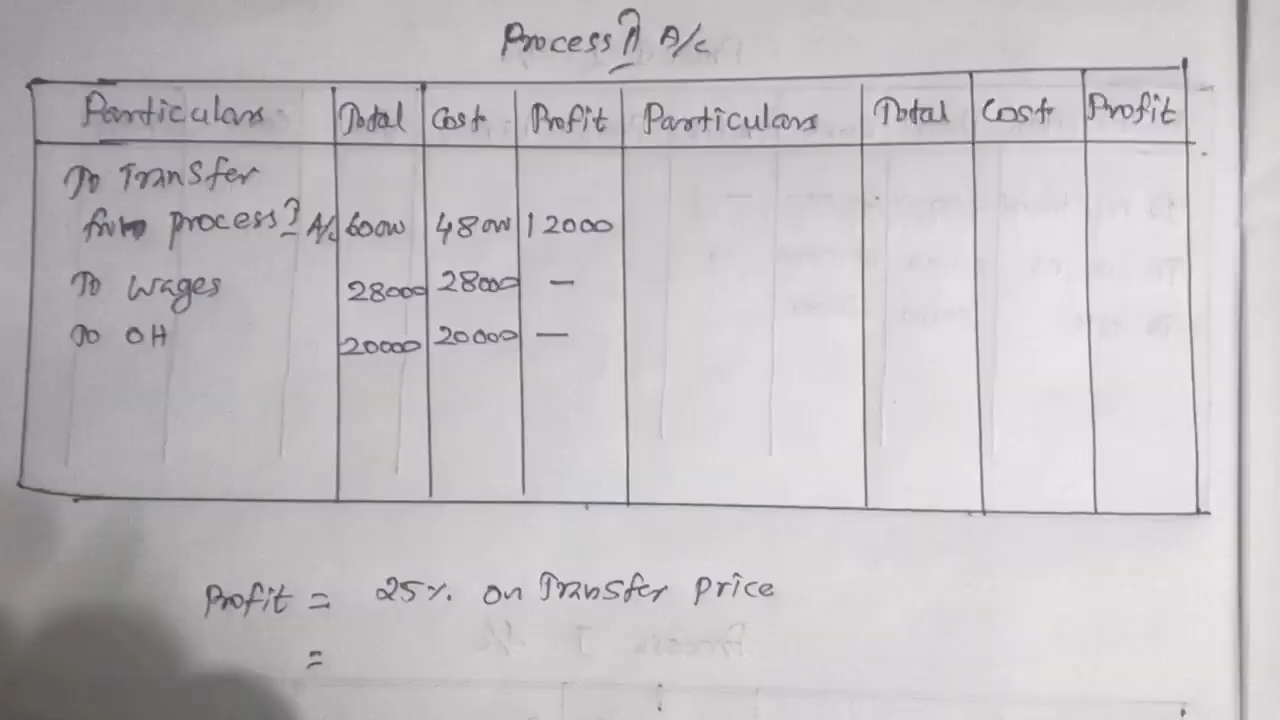 Process II A/c
Particulars Total Cost Profit Particulars Total Cost Profit
To Transfer
from process I A/c 60000 48000 12000
To wages 28000 28000 —
To OH 20000 20000 —
Profit = 25% on Transfer price
=